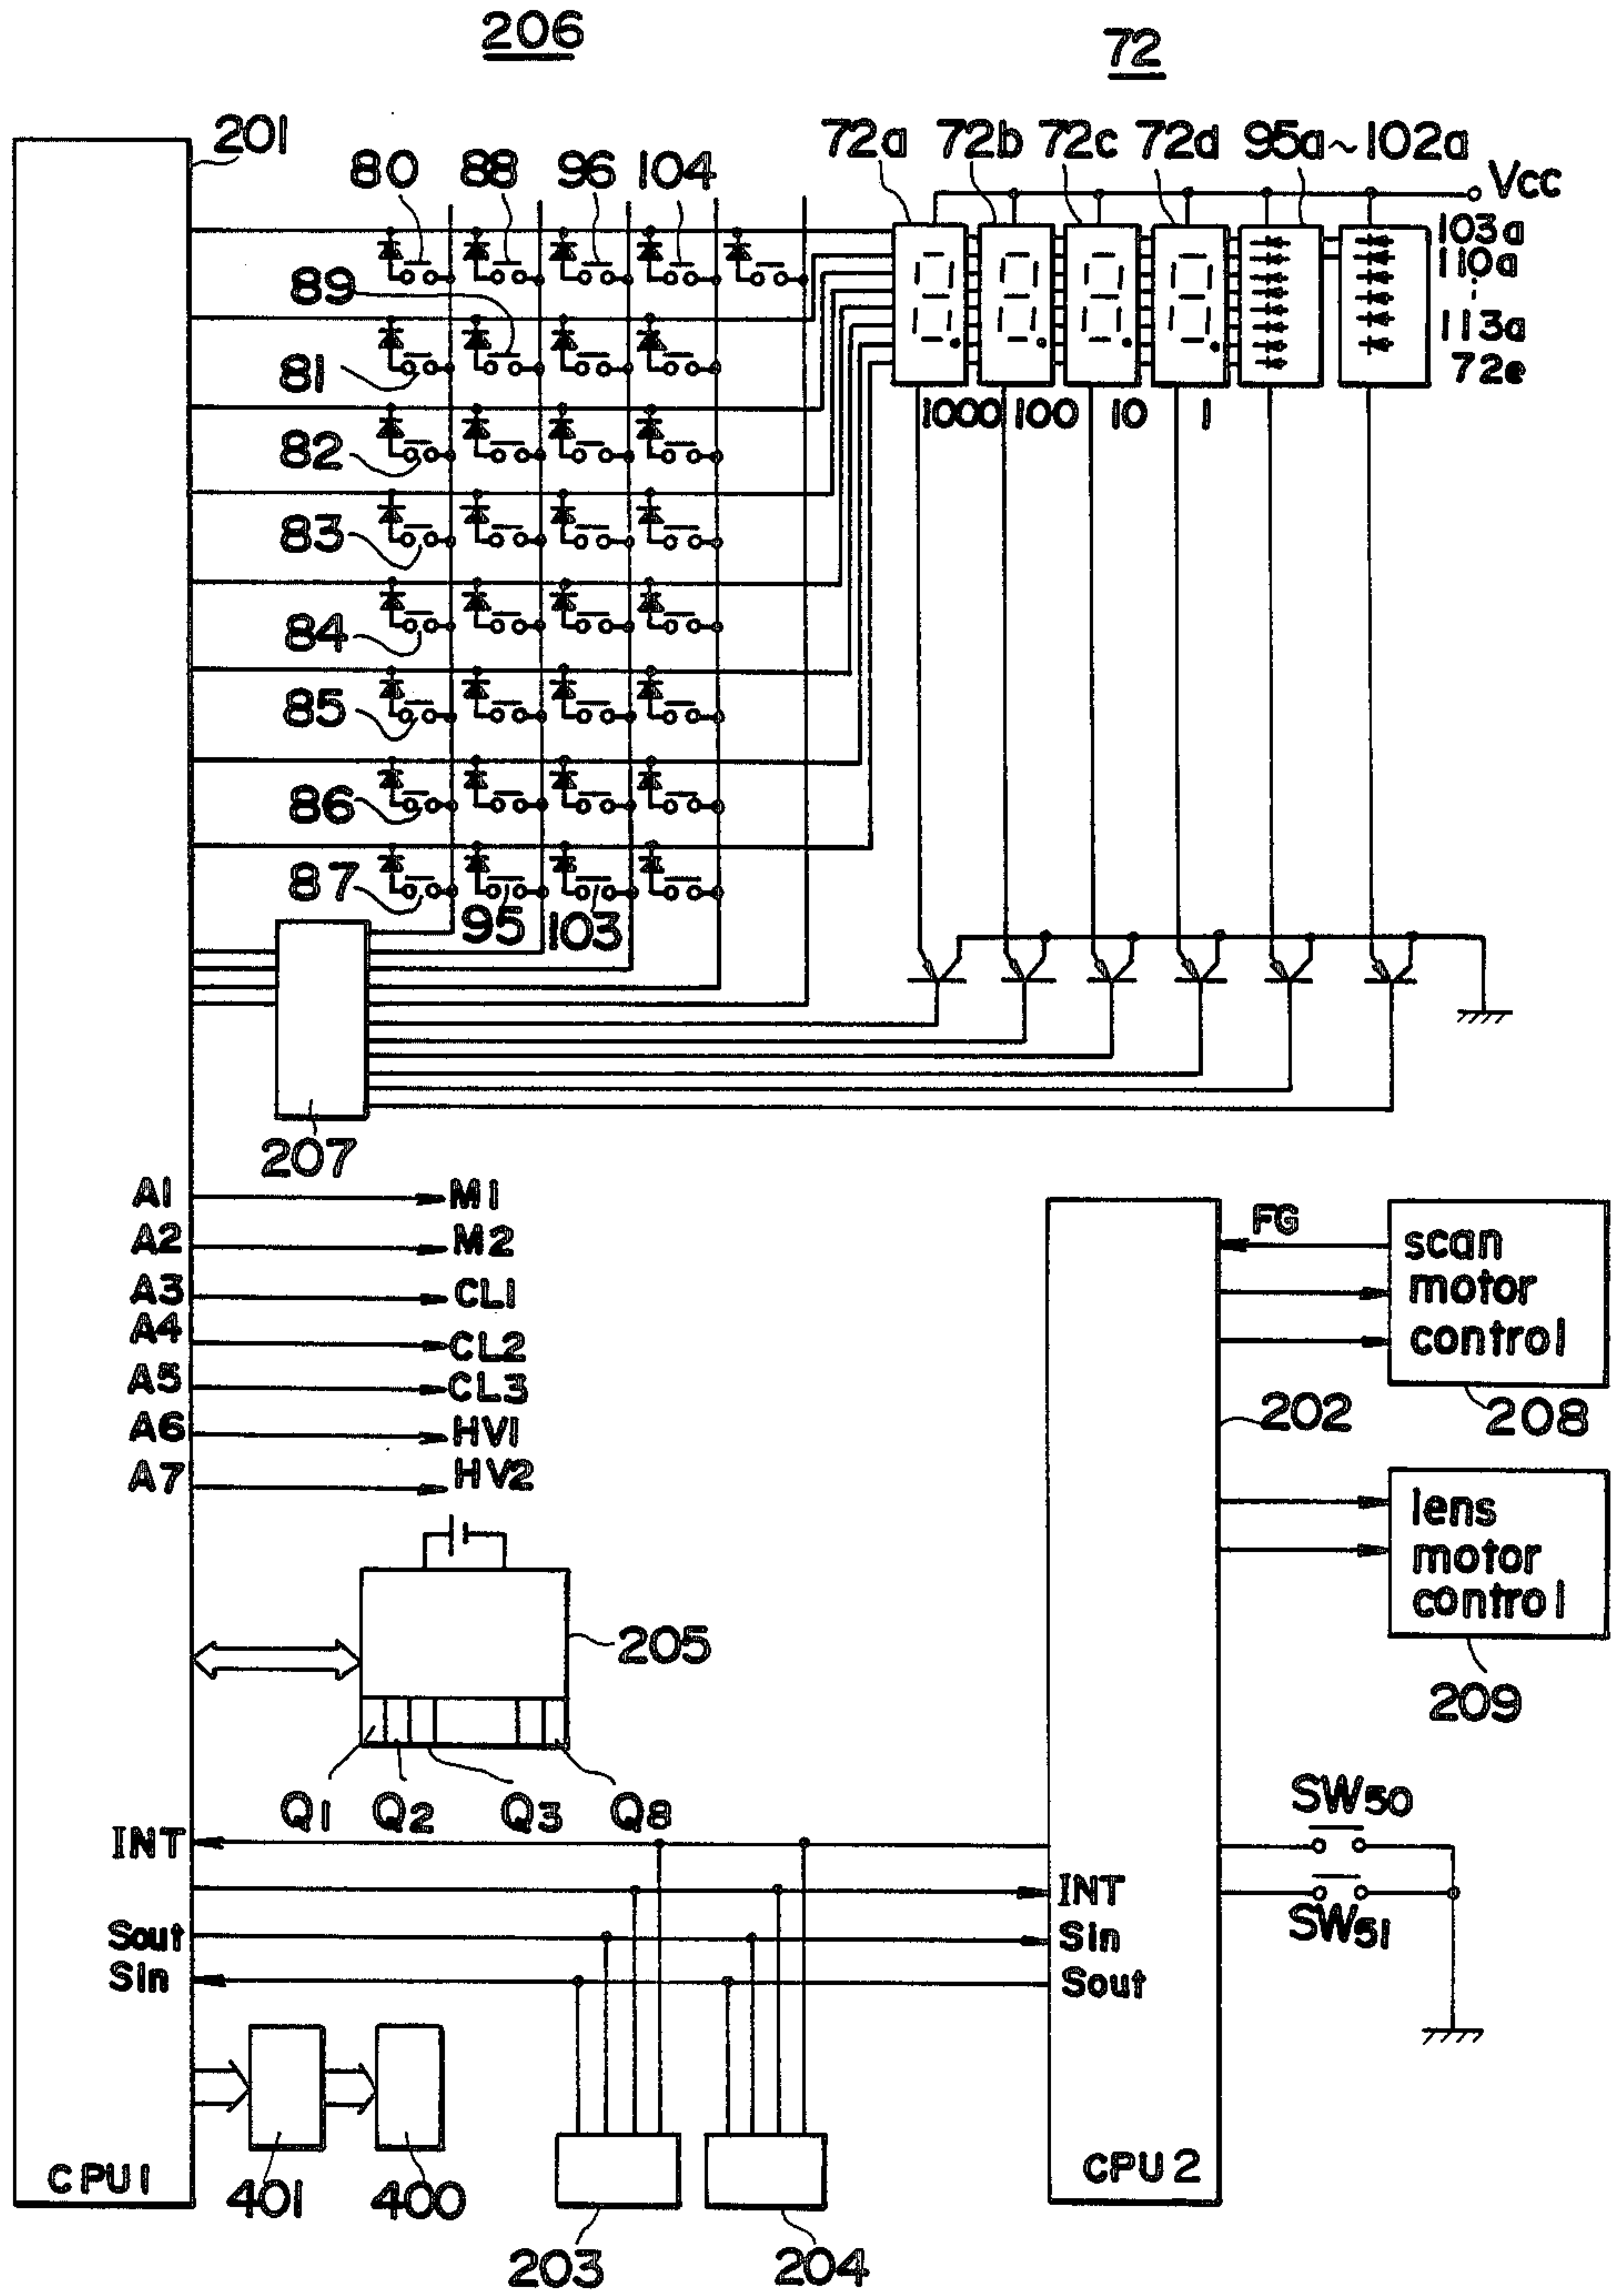 206
72
201
80
88
96
104
72a
72b
72c
72d
95a~102a
Vcc
103a
110a
113a
72e
89
81
82
83
84
85
86
87
95
103
1000
100
10
1
207
A1
M1
A2
M2
A3
CL1
A4
CL2
A5
CL3
A6
HV1
A7
HV2
FG
scan
motor
control
208
202
lens
motor
control
209
205
Q1
Q2
Q3
Q8
INT
INT
Sout
Sin
Sin
Sout
SW50
SW51
CPU1
401
400
203
204
CPU2